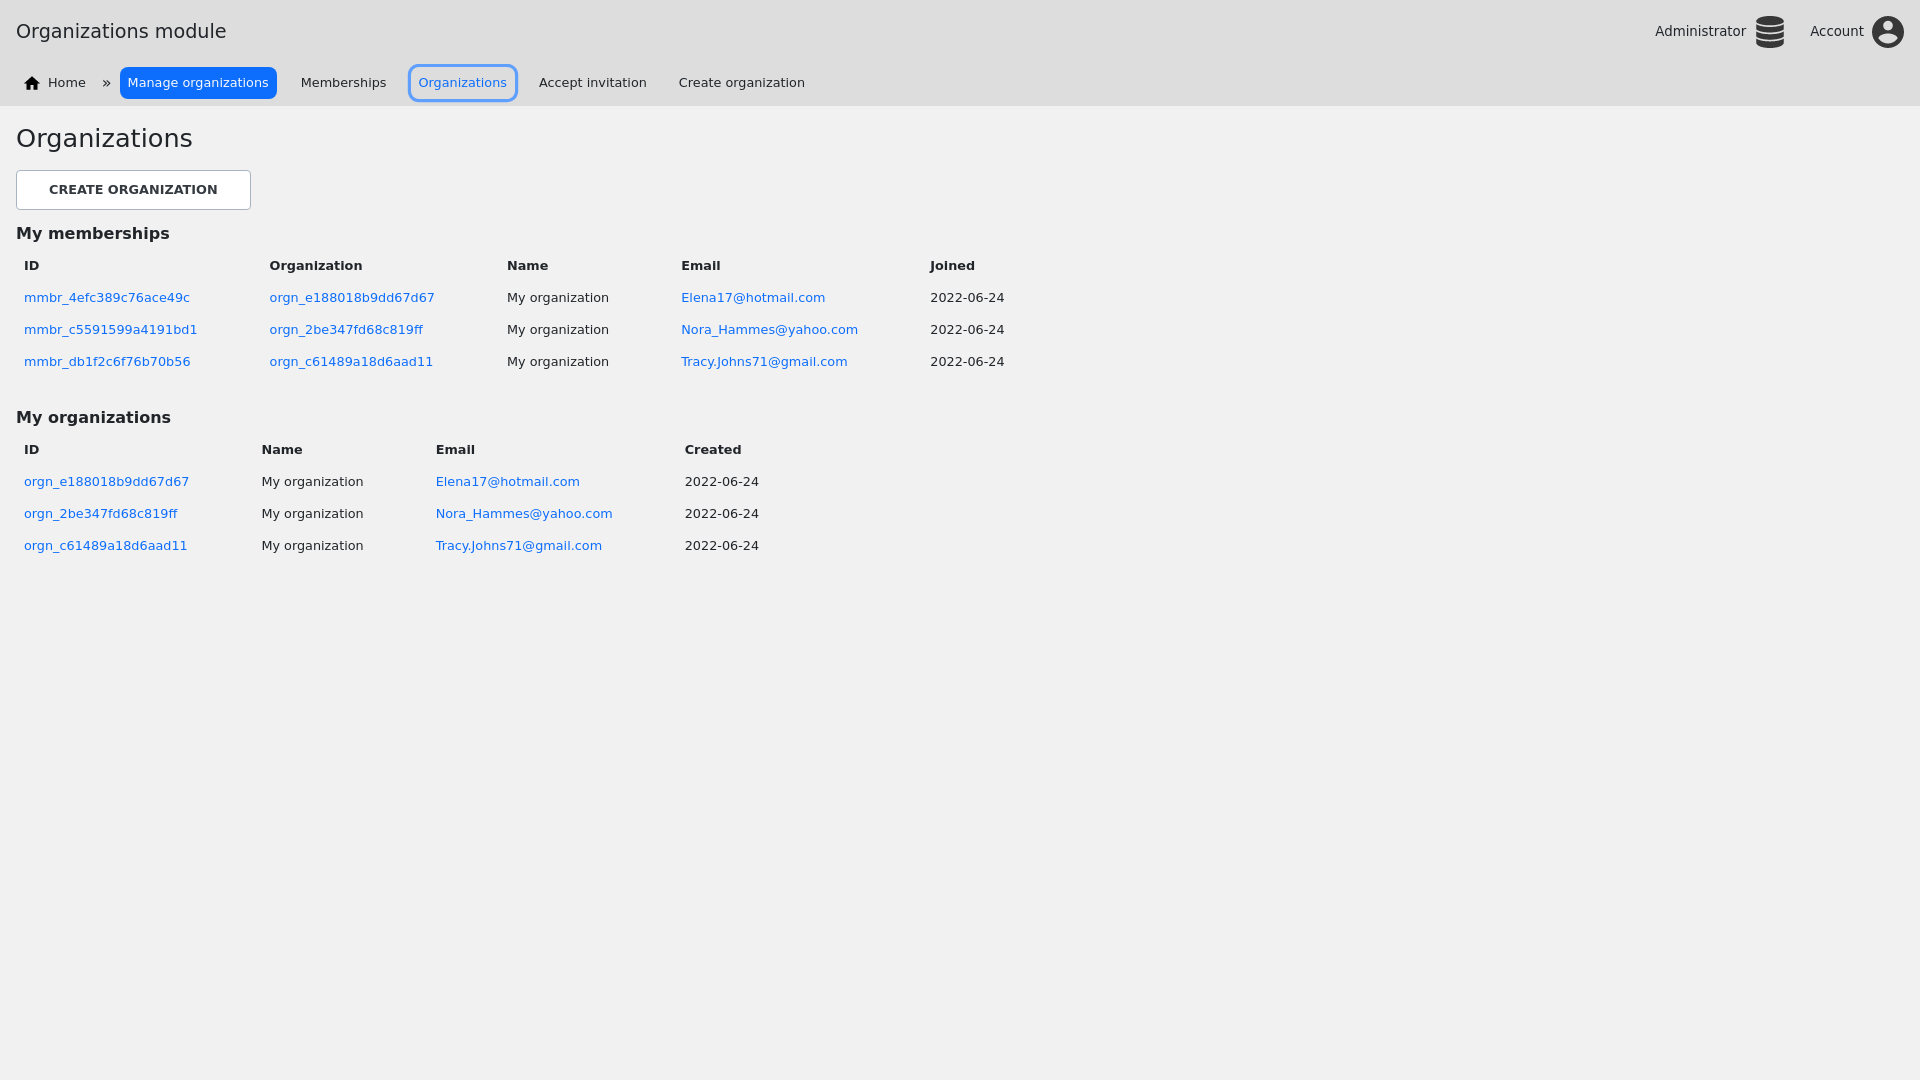 Organizations module
Administrator
Account
Home » Manage organizations Memberships Organizations Accept invitation Create organization
Organizations
CREATE ORGANIZATION
My memberships
ID Organization Name Email Joined
mmbr_4efc389c76ace49c orgn_e188018b9dd67d67 My organization Elena17@hotmail.com 2022-06-24
mmbr_c5591599a4191bd1 orgn_2be347fd68c819ff My organization Nora_Hammes@yahoo.com 2022-06-24
mmbr_db1f2c6f76b70b56 orgn_c61489a18d6aad11 My organization Tracy.Johns71@gmail.com 2022-06-24
My organizations
ID Name Email Created
orgn_e188018b9dd67d67 My organization Elena17@hotmail.com 2022-06-24
orgn_2be347fd68c819ff My organization Nora_Hammes@yahoo.com 2022-06-24
orgn_c61489a18d6aad11 My organization Tracy.Johns71@gmail.com 2022-06-24